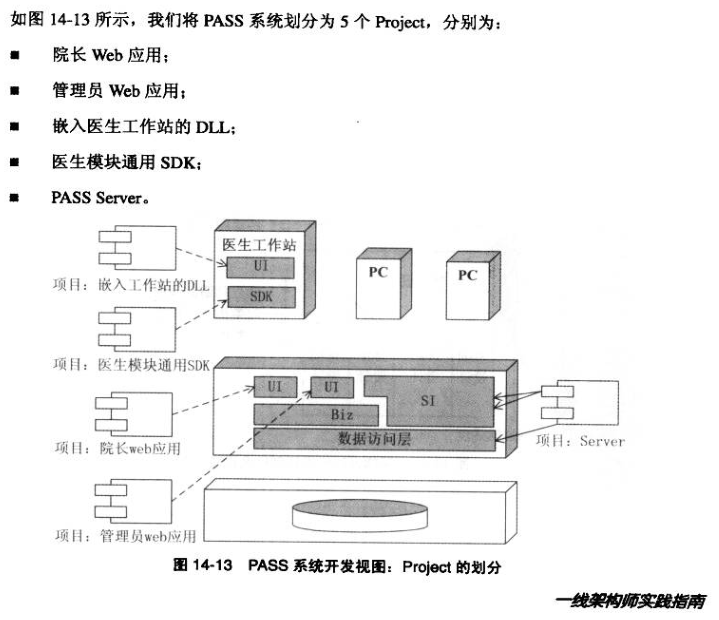 如图 14-13 所示，我们将 PASS 系统划分为 5 个 Project，分别为：
■ 院长 Web 应用；
■ 管理员 Web 应用；
■ 嵌入医生工作站的 DLL；
■ 医生模块通用 SDK；
■ PASS Server。
医生工作站
UI
SDK
PC
PC
项目：嵌入工作站的DLL
项目：医生模块通用SDK
UI
UI
SI
Biz
数据访问层
项目：院长web应用
项目：Server
项目：管理员web应用
图 14-13 PASS 系统开发视图：Project 的划分
一线架构师实践指南